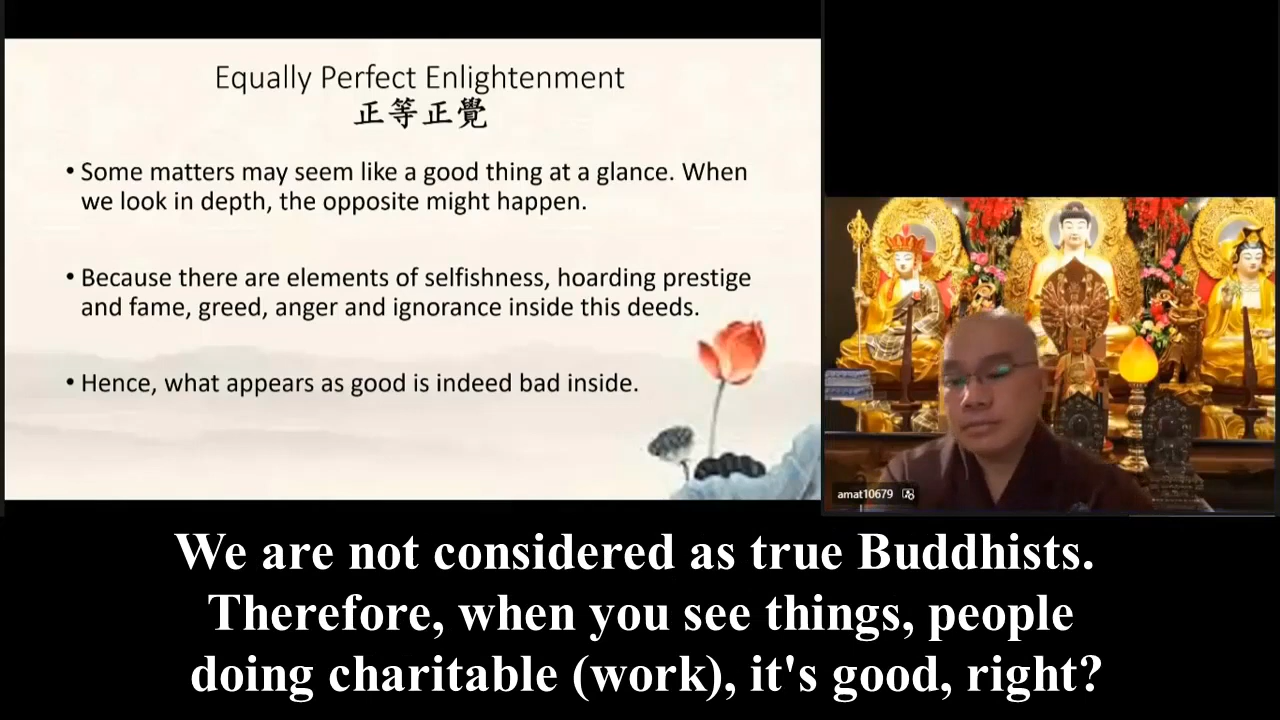 Equally Perfect Enlightenment
正等正覺
• Some matters may seem like a good thing at a glance. When
we look in depth, the opposite might happen.
• Because there are elements of selfishness, hoarding prestige
and fame, greed, anger and ignorance inside this deeds.
• Hence, what appears as good is indeed bad inside.
amat10679
We are not considered as true Buddhists.
Therefore, when you see things, people
doing charitable (work), it's good, right?